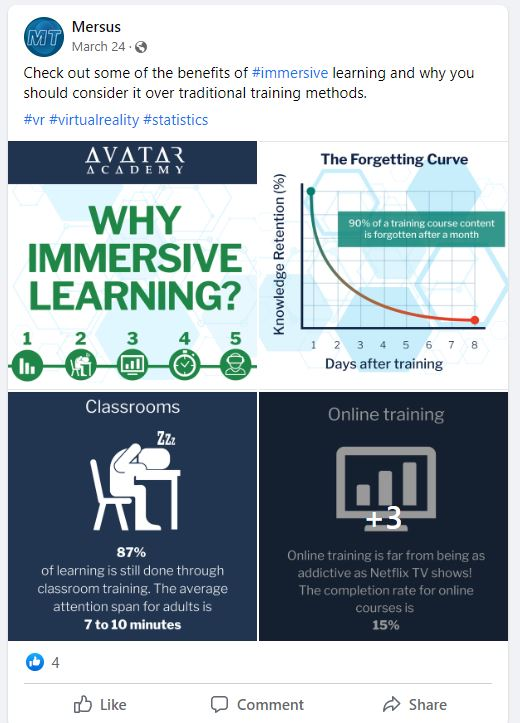 Mersus
March 24 ·
Check out some of the benefits of #immersive learning and why you
should consider it over traditional training methods.
#vr #virtualreality #statistics
AVATAR
ACADEMY
WHY
IMMERSIVE
LEARNING?
1 2 3 4 5
The Forgetting Curve
Knowledge Retention (%)
90% of a training course content
is forgotten after a month
1 2 3 4 5 6 7 8
Days after training
Classrooms
Zzz
87%
of learning is still done through
classroom training. The average
attention span for adults is
7 to 10 minutes
Online training
+3
Online training is far from being as
addictive as Netflix TV shows!
The completion rate for online
courses is
15%
4
Like Comment Share